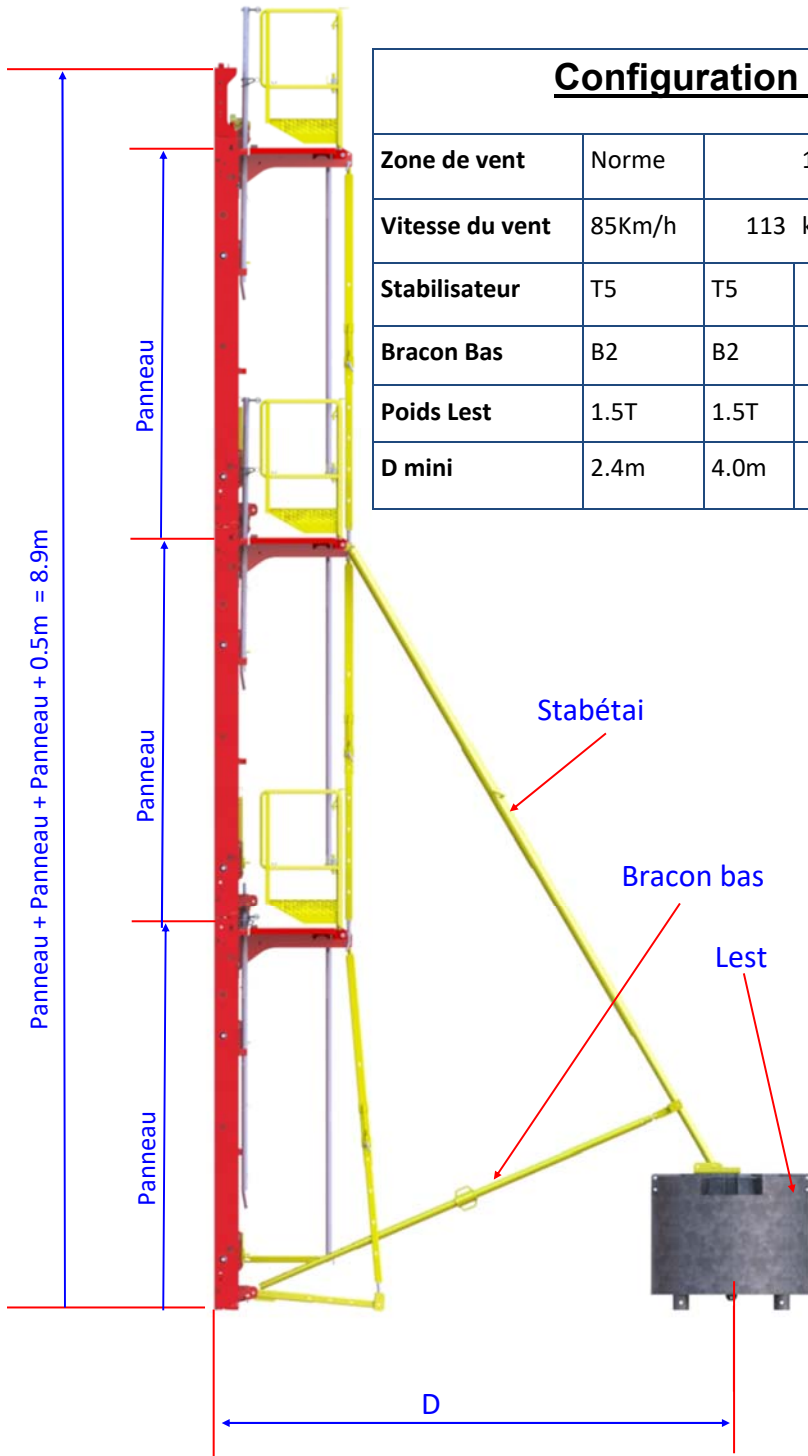 Configuration
Zone de vent Norme 1
Vitesse du vent 85Km/h 113 k
Stabilisateur T5 T5
Bracon Bas B2 B2
Poids Lest 1.5T 1.5T
D mini 2.4m 4.0m
Panneau
Panneau + Panneau + Panneau + 0.5m = 8.9m
Panneau
Stabétai
Bracon bas
Lest
Panneau
D